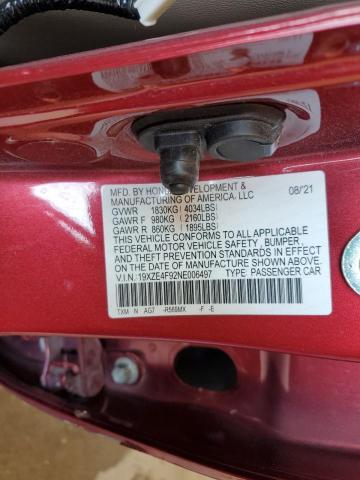 MFD. BY HONDA DEVELOPMENT & 08/21
MANUFACTURING OF AMERICA, LLC
GVWR 1830KG( 4034LBS)
GAWR F 980KG ( 2160LBS)
GAWR R 860KG ( 1895LBS)
THIS VEHICLE CONFORMS TO ALL APPLICABLE
FEDERAL MOTOR VEHICLE SAFETY , BUMPER ,
AND THEFT PREVENTION STANDARDS IN EFFECT
ON THE DATE OF MANUFACTURE SHOWN ABOVE.
V.I.N. 19XZE4F92NE006497 TYPE PASSENGER CAR
TXM N AG7 -R569MX -F -E